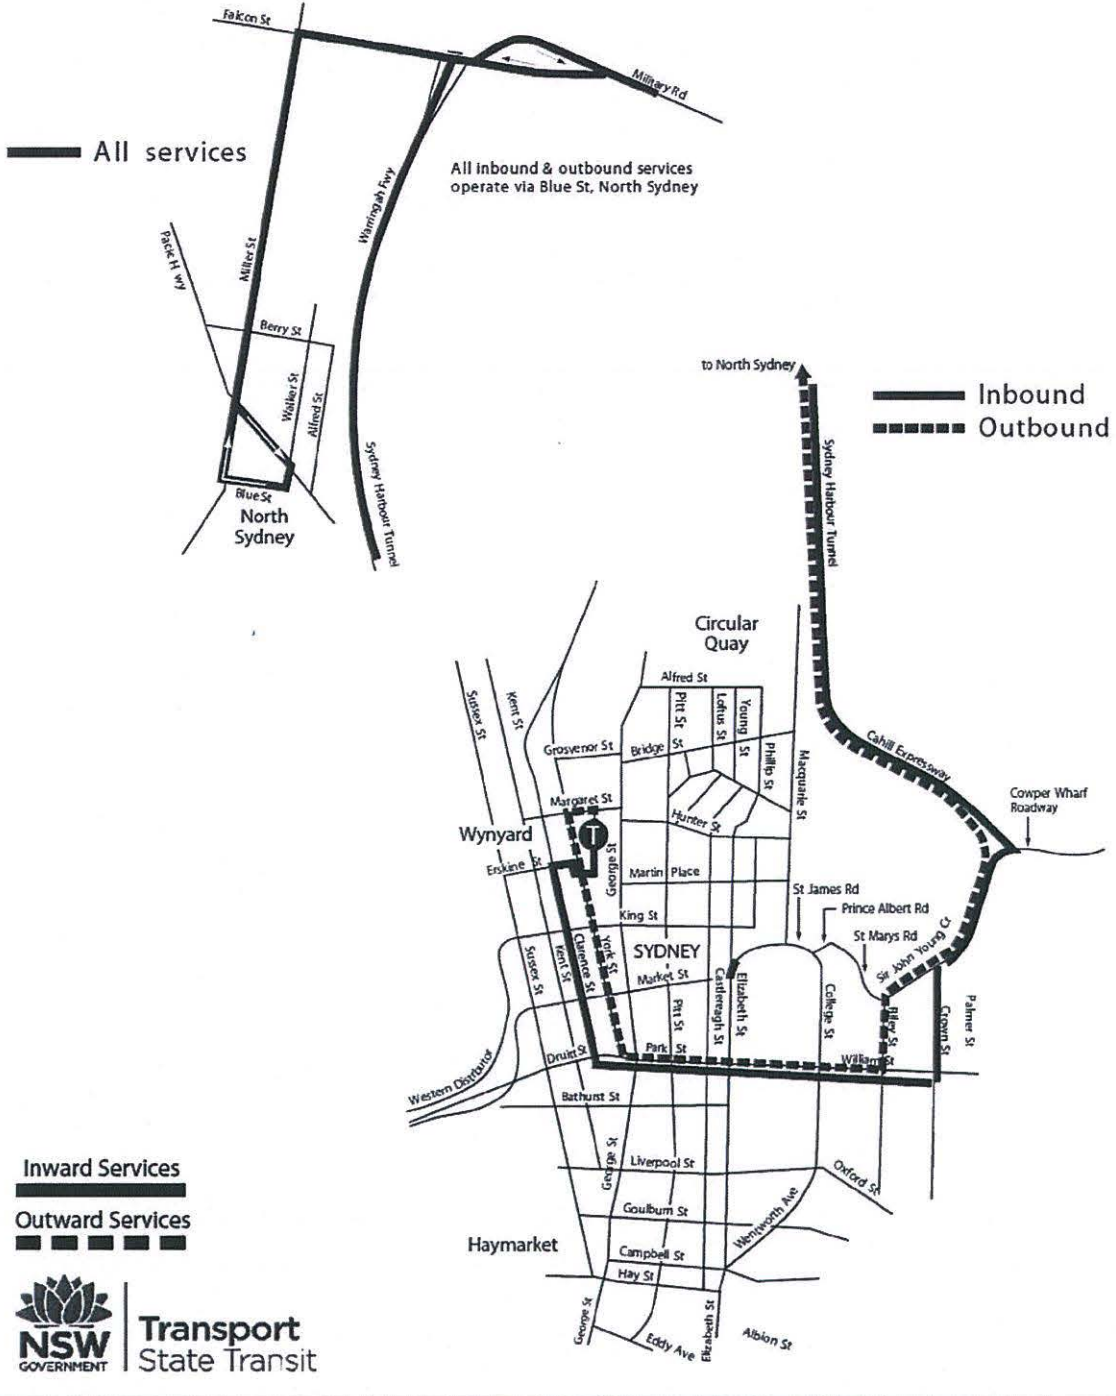 Falcon St
Military Rd
All services
All inbound & outbound services
operate via Blue St, North Sydney
Warringah Fwy
Pacic H wy
Miller St
Berry St
Walker St
Alfred St
Blue St
North
Sydney
Sydney Harbour Tunnel
to North Sydney
Inbound
Outbound
Sydney Harbour Tunnel
Circular
Quay
Alfred St
Sussex St
Kent St
Pitt St
Loftus St
Young St
Phillip St
Macquarie St
Grosvenor St
Bridge St
Cahill Expressway
Cowper Wharf
Roadway
Margaret St
Hunter St
Wynyard
T
George St
Erskine St
Martin Place
St James Rd
Prince Albert Rd
St Marys Rd
King St
SYDNEY
Sir John Young Cr
Sussex St
Kent St
Clarence St
York St
Market St
Pitt St
Castlereagh St
Elizabeth St
College St
Riley St
Crown St
Palmer St
Druitt St
Park St
William St
Western Distributor
Bathurst St
George St
Liverpool St
Oxford St
Inward Services
Outward Services
Goulburn St
Wentworth Ave
Haymarket
Campbell St
Hay St
George St
Eddy Ave
Elizabeth St
Albion St
NSW
GOVERNMENT
Transport
State Transit